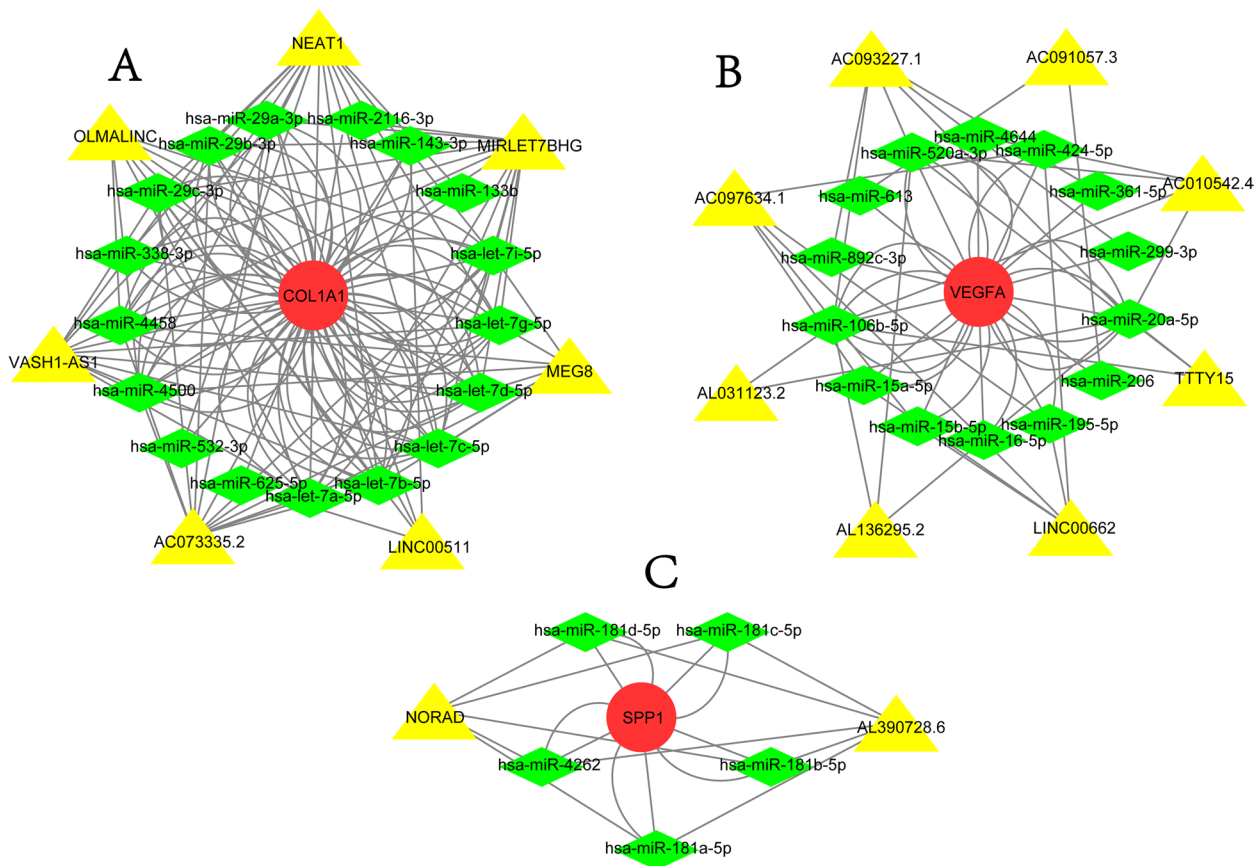 A
NEAT1
OLMALINC
hsa-miR-29a-3p
hsa-miR-2116-3p
hsa-miR-29b-3p
hsa-miR-143-3p
MIRLET7BHG
hsa-miR-29c-3p
hsa-miR-133b
hsa-miR-338-3p
hsa-let-7i-5p
COL1A1
hsa-miR-4458
hsa-let-7g-5p
VASH1-AS1
MEG8
hsa-miR-4500
hsa-let-7d-5p
hsa-miR-532-3p
hsa-let-7c-5p
hsa-miR-625-5p
hsa-let-7b-5p
hsa-let-7a-5p
AC073335.2
LINC00511
B
AC093227.1
AC091057.3
hsa-miR-4644
hsa-miR-520a-3p
hsa-miR-424-5p
AC097634.1
hsa-miR-613
hsa-miR-361-5p
AC010542.4
hsa-miR-892c-3p
hsa-miR-299-3p
VEGFA
hsa-miR-106b-5p
hsa-miR-20a-5p
AL031123.2
hsa-miR-15a-5p
hsa-miR-206
TTTY15
hsa-miR-15b-5p
hsa-miR-195-5p
hsa-miR-16-5p
AL136295.2
LINC00662
C
hsa-miR-181d-5p
hsa-miR-181c-5p
NORAD
SPP1
AL390728.6
hsa-miR-4262
hsa-miR-181b-5p
hsa-miR-181a-5p